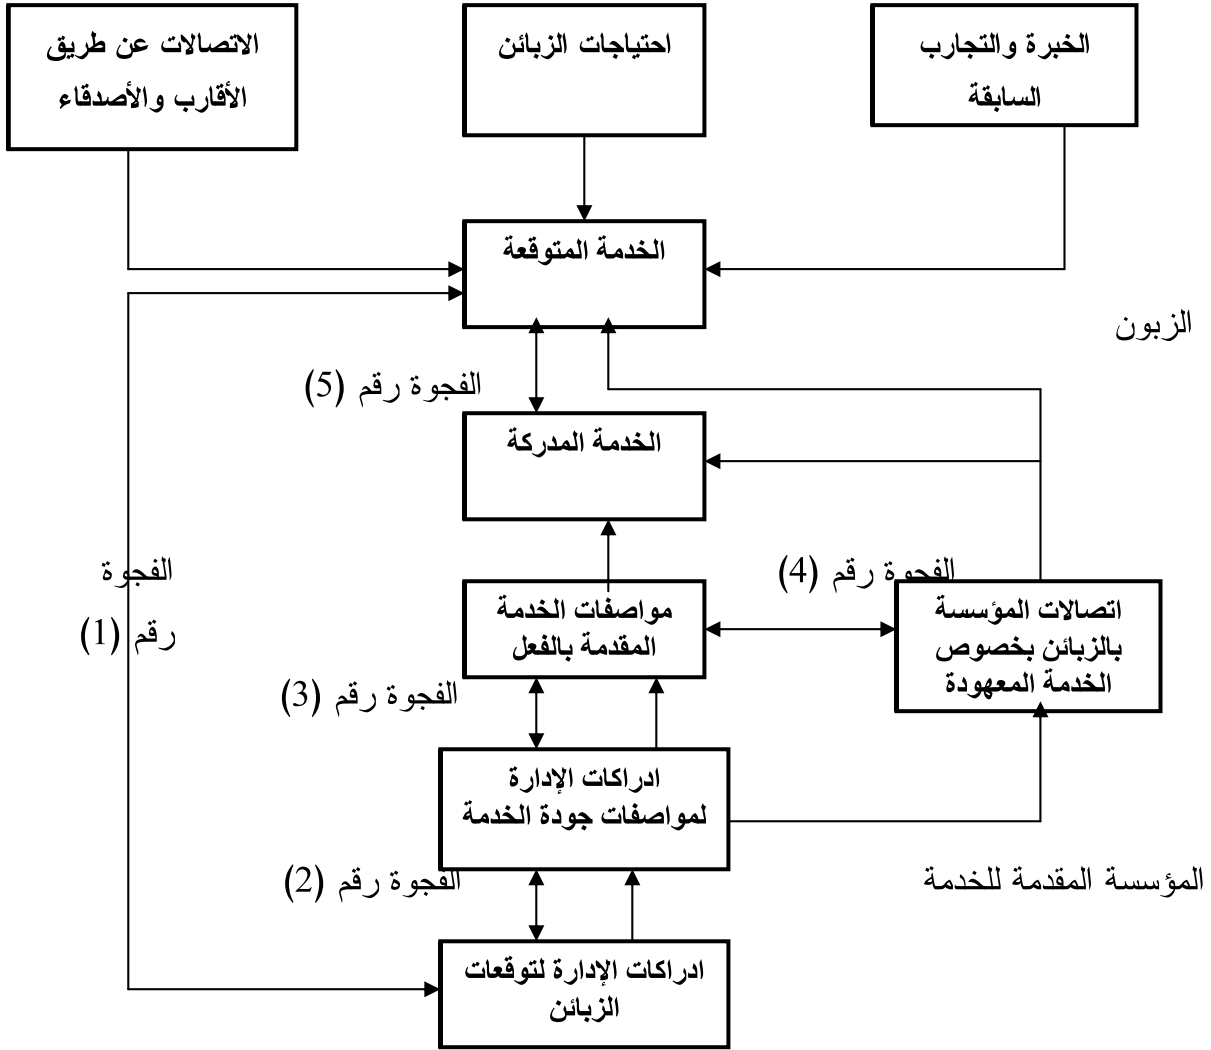 الخبرة والتجارب
السابقة
احتياجات الزبائن
الاتصالات عن طريق
الأقارب والأصدقاء
الخدمة المتوقعة
الزبون
الفجوة رقم (5)
الخدمة المدركة
الفجوة رقم (4)
الفجوة
رقم (1)
اتصالات المؤسسة
بالزبائن بخصوص
الخدمة المعهودة
مواصفات الخدمة
المقدمة بالفعل
الفجوة رقم (3)
ادراكات الإدارة
لمواصفات جودة الخدمة
المؤسسة المقدمة للخدمة
الفجوة رقم (2)
ادراكات الإدارة لتوقعات
الزبائن